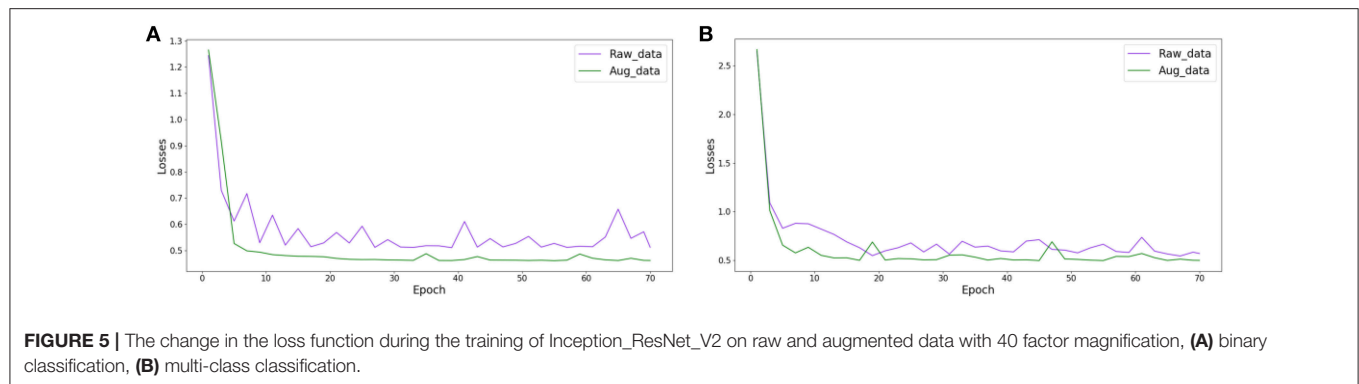 A
1.3
1.2
1.1
1.0
0.9
0.8
0.7
0.6
0.5
Losses
0 10 20 30 40 50 60 70
Epoch
Raw_data
Aug_data
B
2.5
2.0
1.5
1.0
0.5
Losses
0 10 20 30 40 50 60 70
Epoch
Raw_data
Aug_data
FIGURE 5 | The change in the loss function during the training of Inception_ResNet_V2 on raw and augmented data with 40 factor magnification, (A) binary
classification, (B) multi-class classification.